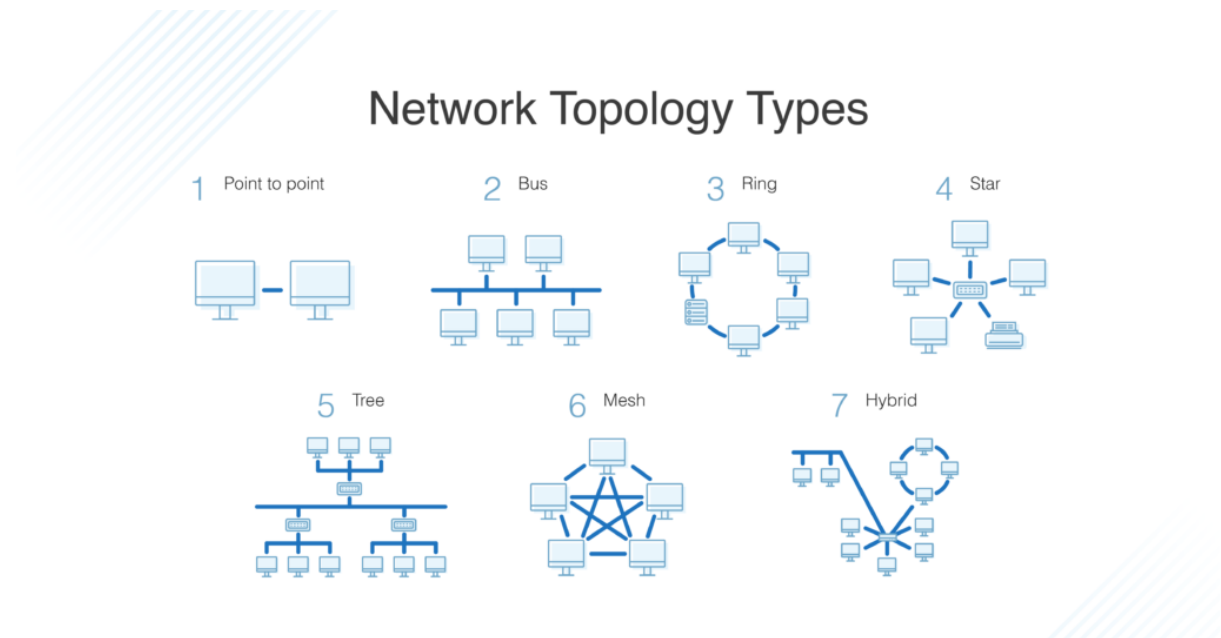 Network Topology Types
1 Point to point
2 Bus
3 Ring
4 Star
5 Tree
6 Mesh
7 Hybrid